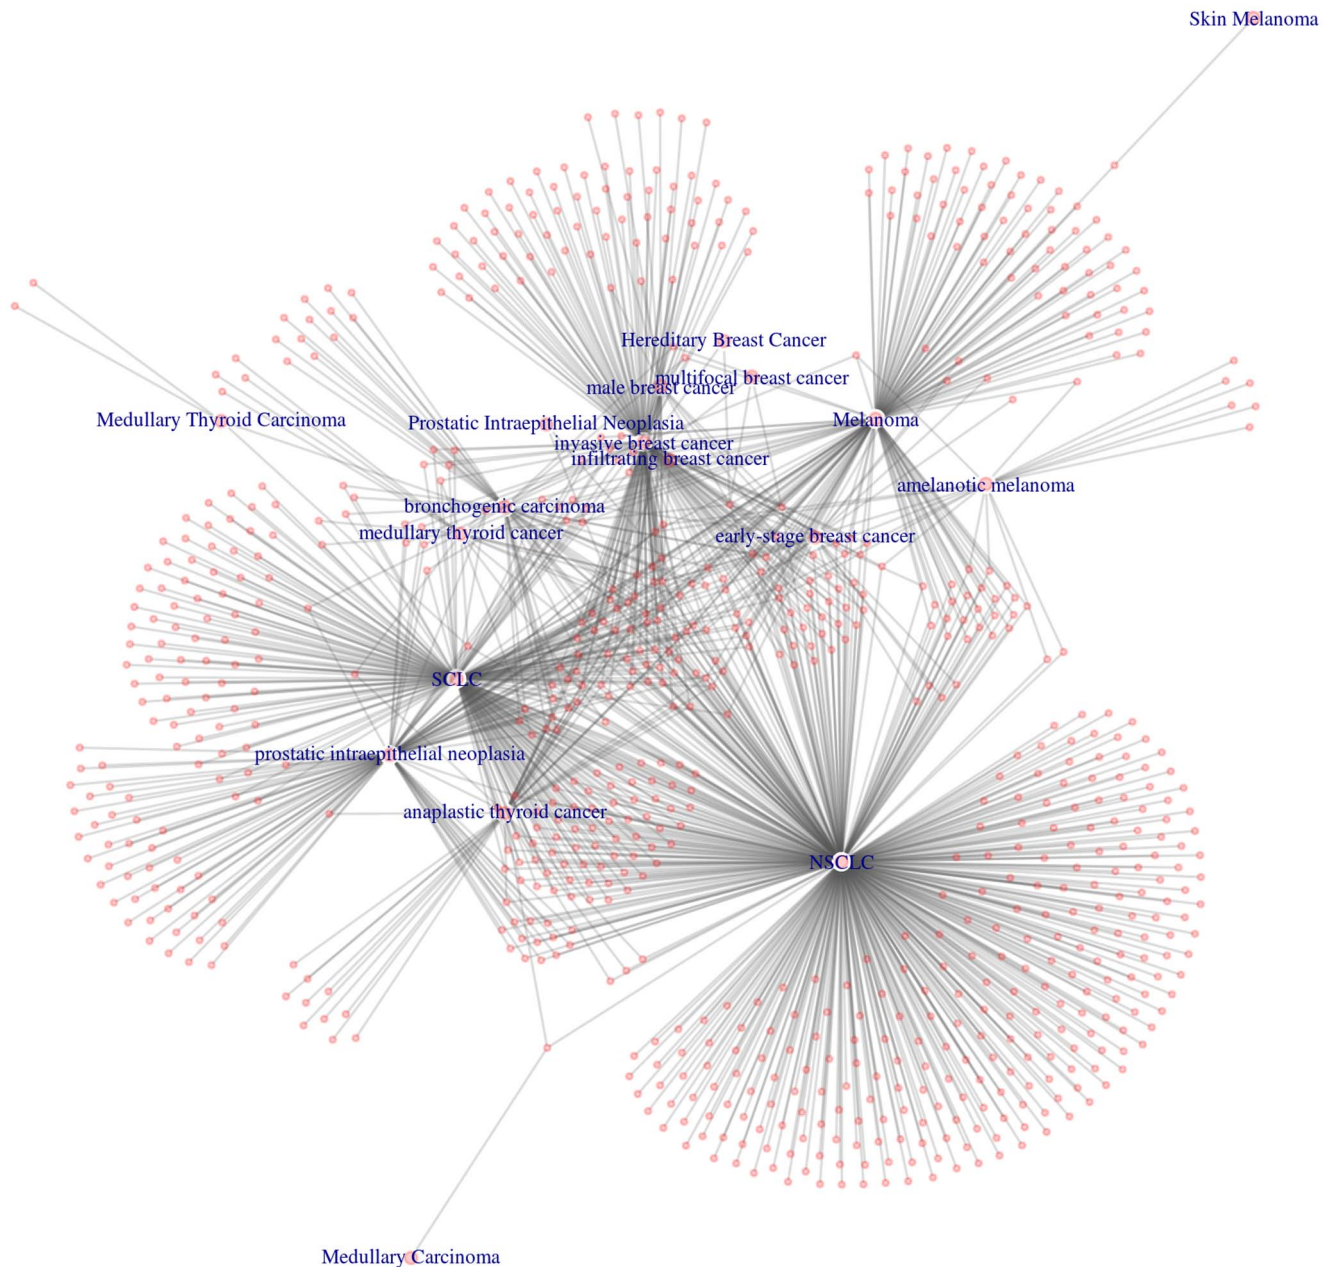 Skin Melanoma
Hereditary Breast Cancer
multifocal breast cancer
male breast cancer
Medullary Thyroid Carcinoma
Prostatic Intraepithelial Neoplasia
Melanoma
invasive breast cancer
infiltrating breast cancer
amelanotic melanoma
bronchogenic carcinoma
medullary thyroid cancer
early-stage breast cancer
SCLC
prostatic intraepithelial neoplasia
anaplastic thyroid cancer
NSCLC
Medullary Carcinoma